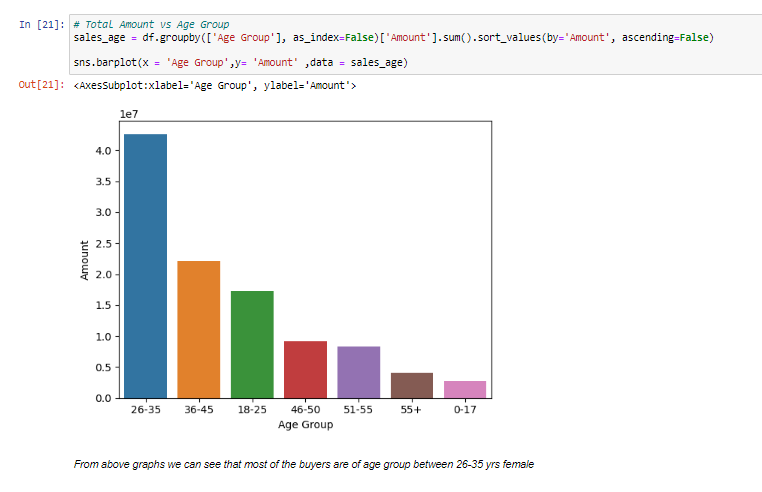 In [21]: # Total Amount vs Age Group
sales_age = df.groupby(['Age Group'], as_index=False)['Amount'].sum().sort_values(by='Amount', ascending=False)
sns.barplot(x = 'Age Group',y= 'Amount' ,data = sales_age)
Out[21]: <AxesSubplot:xlabel='Age Group', ylabel='Amount'>
1e7
4.0
3.5
3.0
2.5
2.0
1.5
1.0
0.5
0.0
Amount
26-35 36-45 18-25 46-50 51-55 55+ 0-17
Age Group
From above graphs we can see that most of the buyers are of age group between 26-35 yrs female